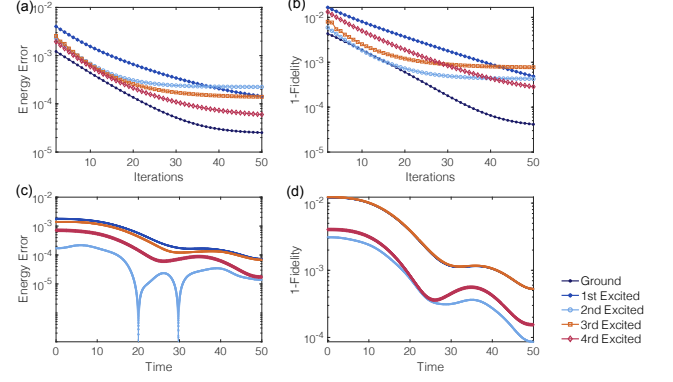 (a)
10^-2
10^-3
10^-4
10^-5
Energy Error
10 20 30 40 50
Iterations
(b)
10^-2
10^-3
10^-4
10^-5
1-Fidelity
10 20 30 40 50
Iterations
(c)
10^-2
10^-3
10^-4
10^-5
Energy Error
0 10 20 30 40 50
Time
(d)
10^-2
10^-3
10^-4
1-Fidelity
0 10 20 30 40 50
Time
Ground
1st Excited
2nd Excited
3rd Excited
4rd Excited